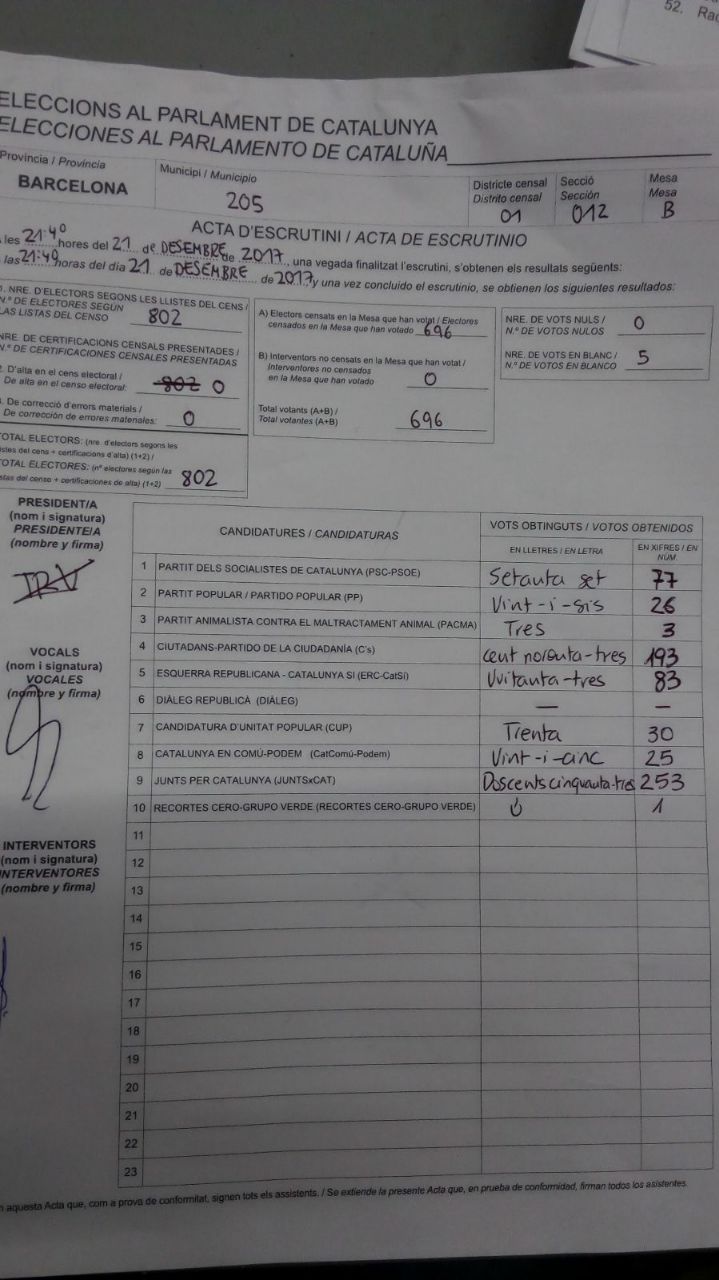 52. Rac
ELECCIONS AL PARLAMENT DE CATALUNYA
ELECCIONES AL PARLAMENTO DE CATALUÑA
Província / Provincia
BARCELONA
Municipi / Municipio
205
Districte censal
Distrito censal
01
Secció
Sección
012
Mesa
Mesa
B
ACTA D'ESCRUTINI / ACTA DE ESCRUTINIO
les 21:40 hores del 21 de DESEMBRE de 2017, una vegada finalitzat l'escrutini, s'obtenen els resultats següents:
las 21:40 horas del día 21 de DESEMBRE de 2017 y una vez concluido el escrutinio, se obtienen los siguientes resultados:
1. NRE. D'ELECTORS SEGONS LES LLISTES DEL CENS /
N.º DE ELECTORES SEGÚN
LAS LISTAS DEL CENSO
802
NRE. DE CERTIFICACIONS CENSALS PRESENTADES /
N.º DE CERTIFICACIONES CENSALES PRESENTADAS
2. D'alta en el cens electoral /
De alta en el censo electoral: 802 0
De correcció d'errors materials /
De corrección de errores materiales: 0
TOTAL ELECTORS: (nre. d'electors segons les
llistes del cens + certificacions d'alta) (1+2) /
TOTAL ELECTORES: (nº electores según las
listas del censo + certificaciones de alta) (1+2)
802
A) Electors censats en la Mesa que han votat / Electores
censados en la Mesa que han votado 696
B) Interventors no censats en la Mesa que han votat /
Interventores no censados
en la Mesa que han votado 0
Total votants (A+B) /
Total votantes (A+B) 696
NRE. DE VOTS NULS /
N.º DE VOTOS NULOS 0
NRE. DE VOTS EN BLANC /
N.º DE VOTOS EN BLANCO 5
PRESIDENT/A
(nom i signatura)
PRESIDENTE/A
(nombre y firma)
VOCALS
(nom i signatura)
VOCALES
(nombre y firma)
INTERVENTORS
(nom i signatura)
INTERVENTORES
(nombre y firma)
CANDIDATURES / CANDIDATURAS
VOTS OBTINGUTS / VOTOS OBTENIDOS
EN LLETRES / EN LETRA
EN XIFRES / EN NÚM.
1 PARTIT DELS SOCIALISTES DE CATALUNYA (PSC-PSOE) Setanta set 77
2 PARTIT POPULAR / PARTIDO POPULAR (PP) Vint-i-sis 26
3 PARTIT ANIMALISTA CONTRA EL MALTRACTAMENT ANIMAL (PACMA) Tres 3
4 CIUTADANS-PARTIDO DE LA CIUDADANÍA (C's) cent noranta-tres 193
5 ESQUERRA REPUBLICANA - CATALUNYA SI (ERC-CatSí) Vuitanta-tres 83
6 DIÀLEG REPUBLICÀ (DIÀLEG) — —
7 CANDIDATURA D'UNITAT POPULAR (CUP) Trenta 30
8 CATALUNYA EN COMÚ-PODEM (CatComú-Podem) Vint-i-cinc 25
9 JUNTS PER CATALUNYA (JUNTSxCAT) Doscents cinquanta-tres 253
10 RECORTES CERO-GRUPO VERDE (RECORTES CERO-GRUPO VERDE) 1
11
12
13
14
15
16
17
18
19
20
21
22
23
aquesta Acta que, com a prova de conformitat, signen tots els assistents. / Se extiende la presente Acta que, en prueba de conformidad, firman todos los asistentes.